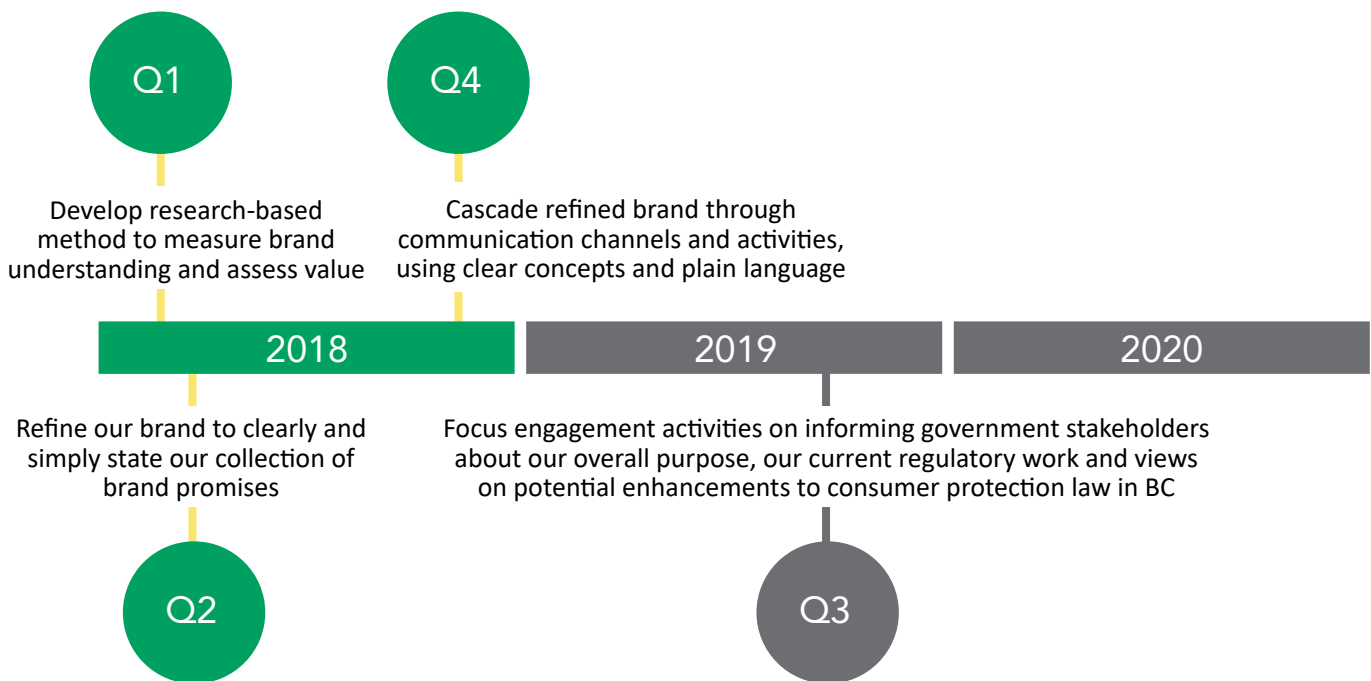 Q1
Q4
Develop research-based
method to measure brand
understanding and assess value
Cascade refined brand through
communication channels and activities,
using clear concepts and plain language
2018
2019
2020
Refine our brand to clearly and
simply state our collection of
brand promises
Focus engagement activities on informing government stakeholders
about our overall purpose, our current regulatory work and views
on potential enhancements to consumer protection law in BC
Q2
Q3